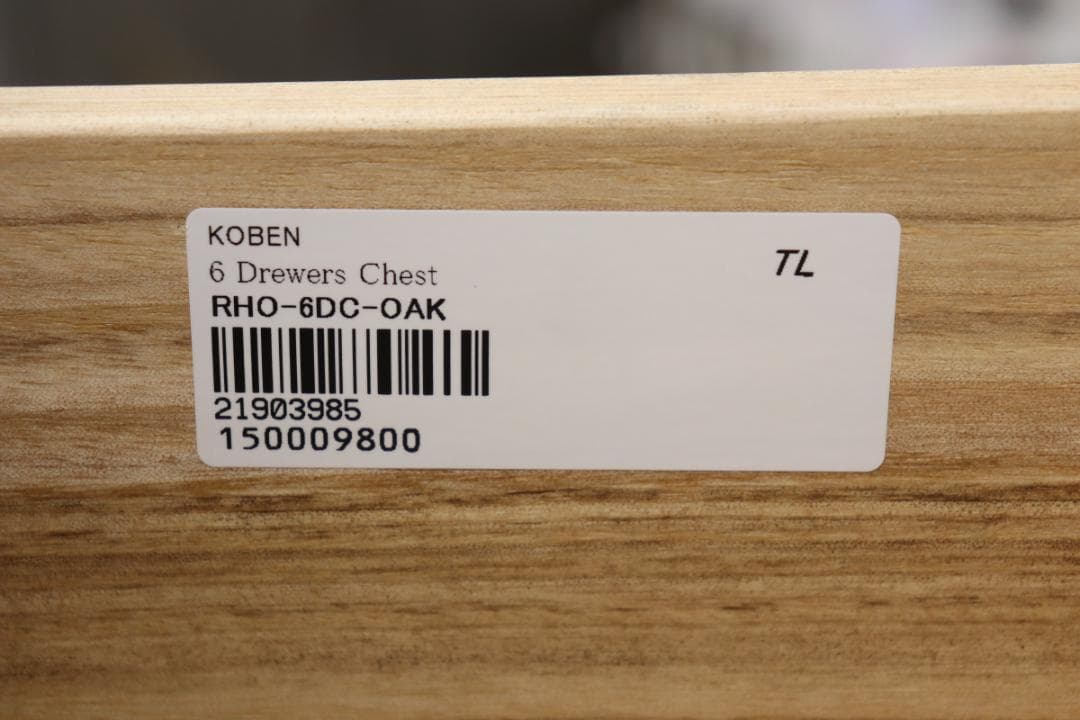 KOBEN
TL
6 Drewers Chest
RHO-6DC-OAK
21903985
150009800